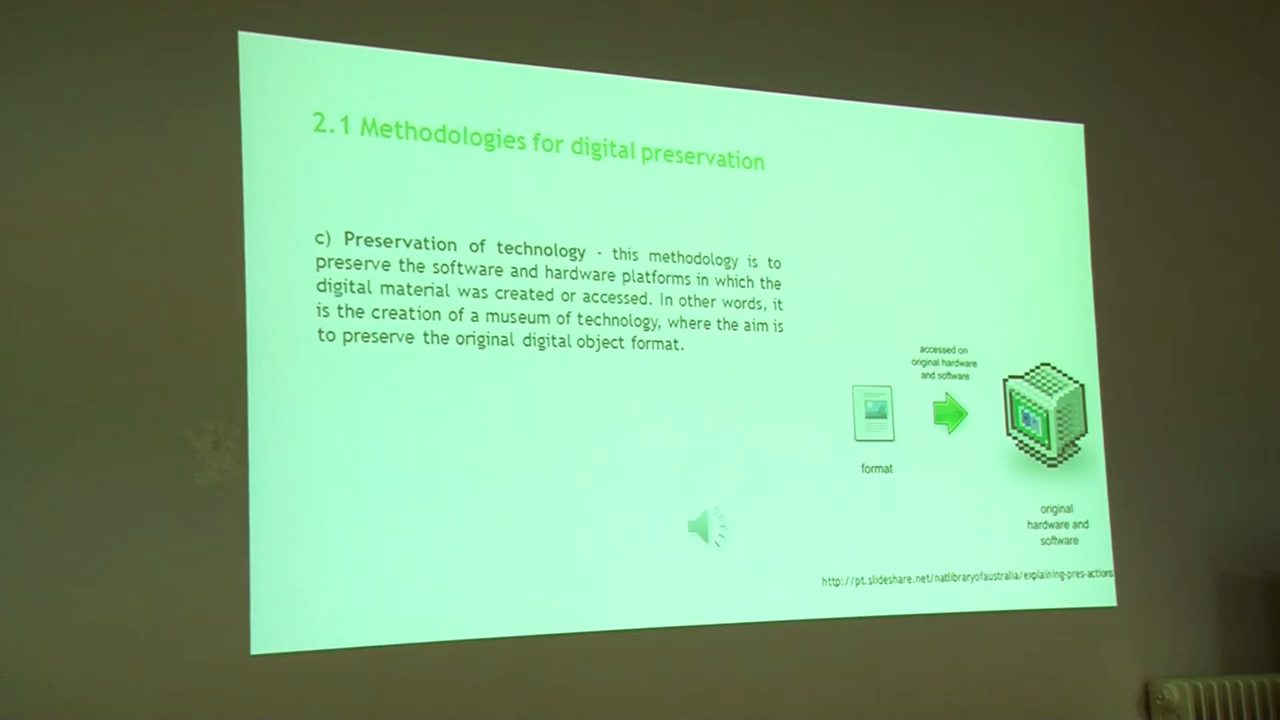 2.1 Methodologies for digital preservation
c) Preservation of technology - this methodology is to
preserve the software and hardware platforms in which the
digital material was created or accessed. In other words, it
is the creation of a museum of technology, where the aim is
to preserve the original digital object format.
accessed on
original hardware
and software
format
original
hardware and
software
http://pt.slideshare.net/natlibraryofaustralia/explaining-pres-actions